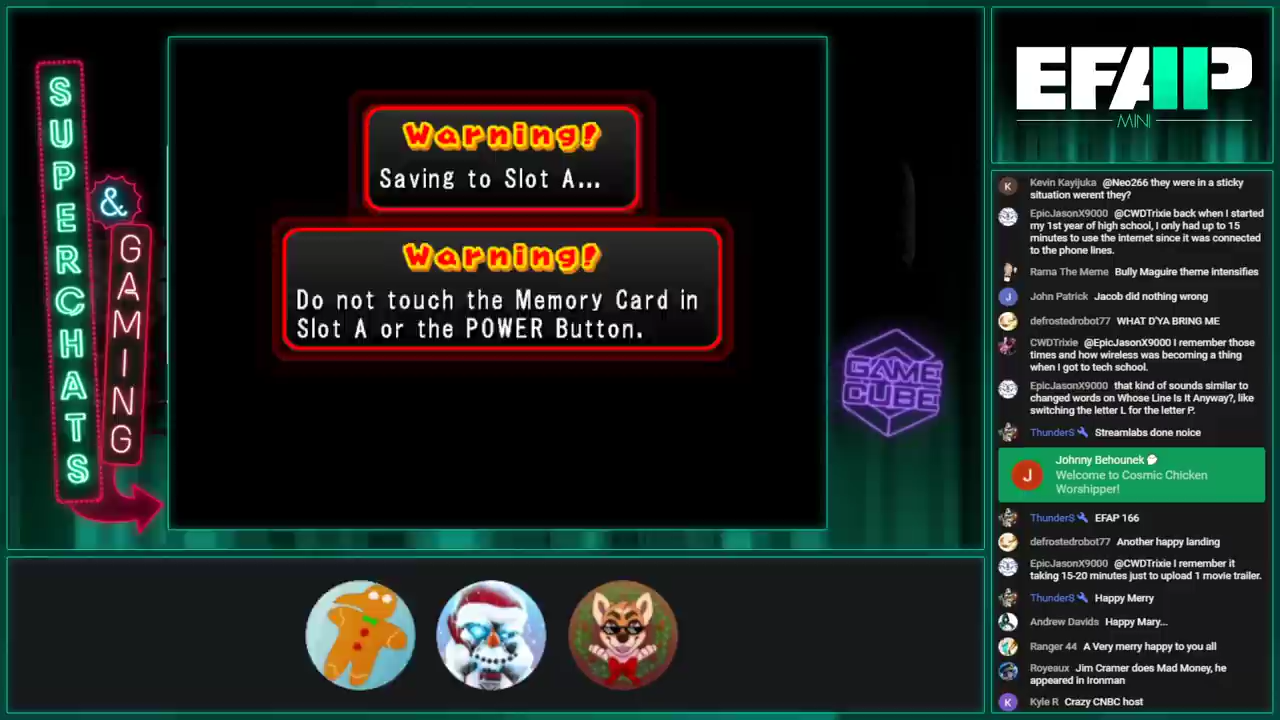 SUPERCHATS
&
GAMING
Warning!
Saving to Slot A...
Warning!
Do not touch the Memory Card in
Slot A or the POWER Button.
GAME
CUBE
EFAP
MINI
Kevin Kayijuka @Neo266 they were in a sticky
situation werent they?
EpicJasonX9000 @CWDTrixie back when I started
my 1st year of high school, I only had up to 15
minutes to use the internet since it was connected
to the phone lines.
Rama The Meme Bully Maguire theme intensifies
John Patrick Jacob did nothing wrong
defrostedrobot77 WHAT D'YA BRING ME
CWDTrixie @EpicJasonX9000 I remember those
times and how wireless was becoming a thing
when I got to tech school.
EpicJasonX9000 that kind of sounds similar to
changed words on Whose Line Is It Anyway?, like
switching the letter L for the letter P.
ThunderS Streamlabs done noice
J
Johnny Behounek
Welcome to Cosmic Chicken
Worshipper!
ThunderS EFAP 166
defrostedrobot77 Another happy landing
EpicJasonX9000 @CWDTrixie I remember it
taking 15-20 minutes just to upload 1 movie trailer.
ThunderS Happy Merry
Andrew Davids Happy Mary...
Ranger 44 A Very merry happy to you all
Royeaux Jim Cramer does Mad Money, he
appeared in Ironman
Kyle R Crazy CNBC host